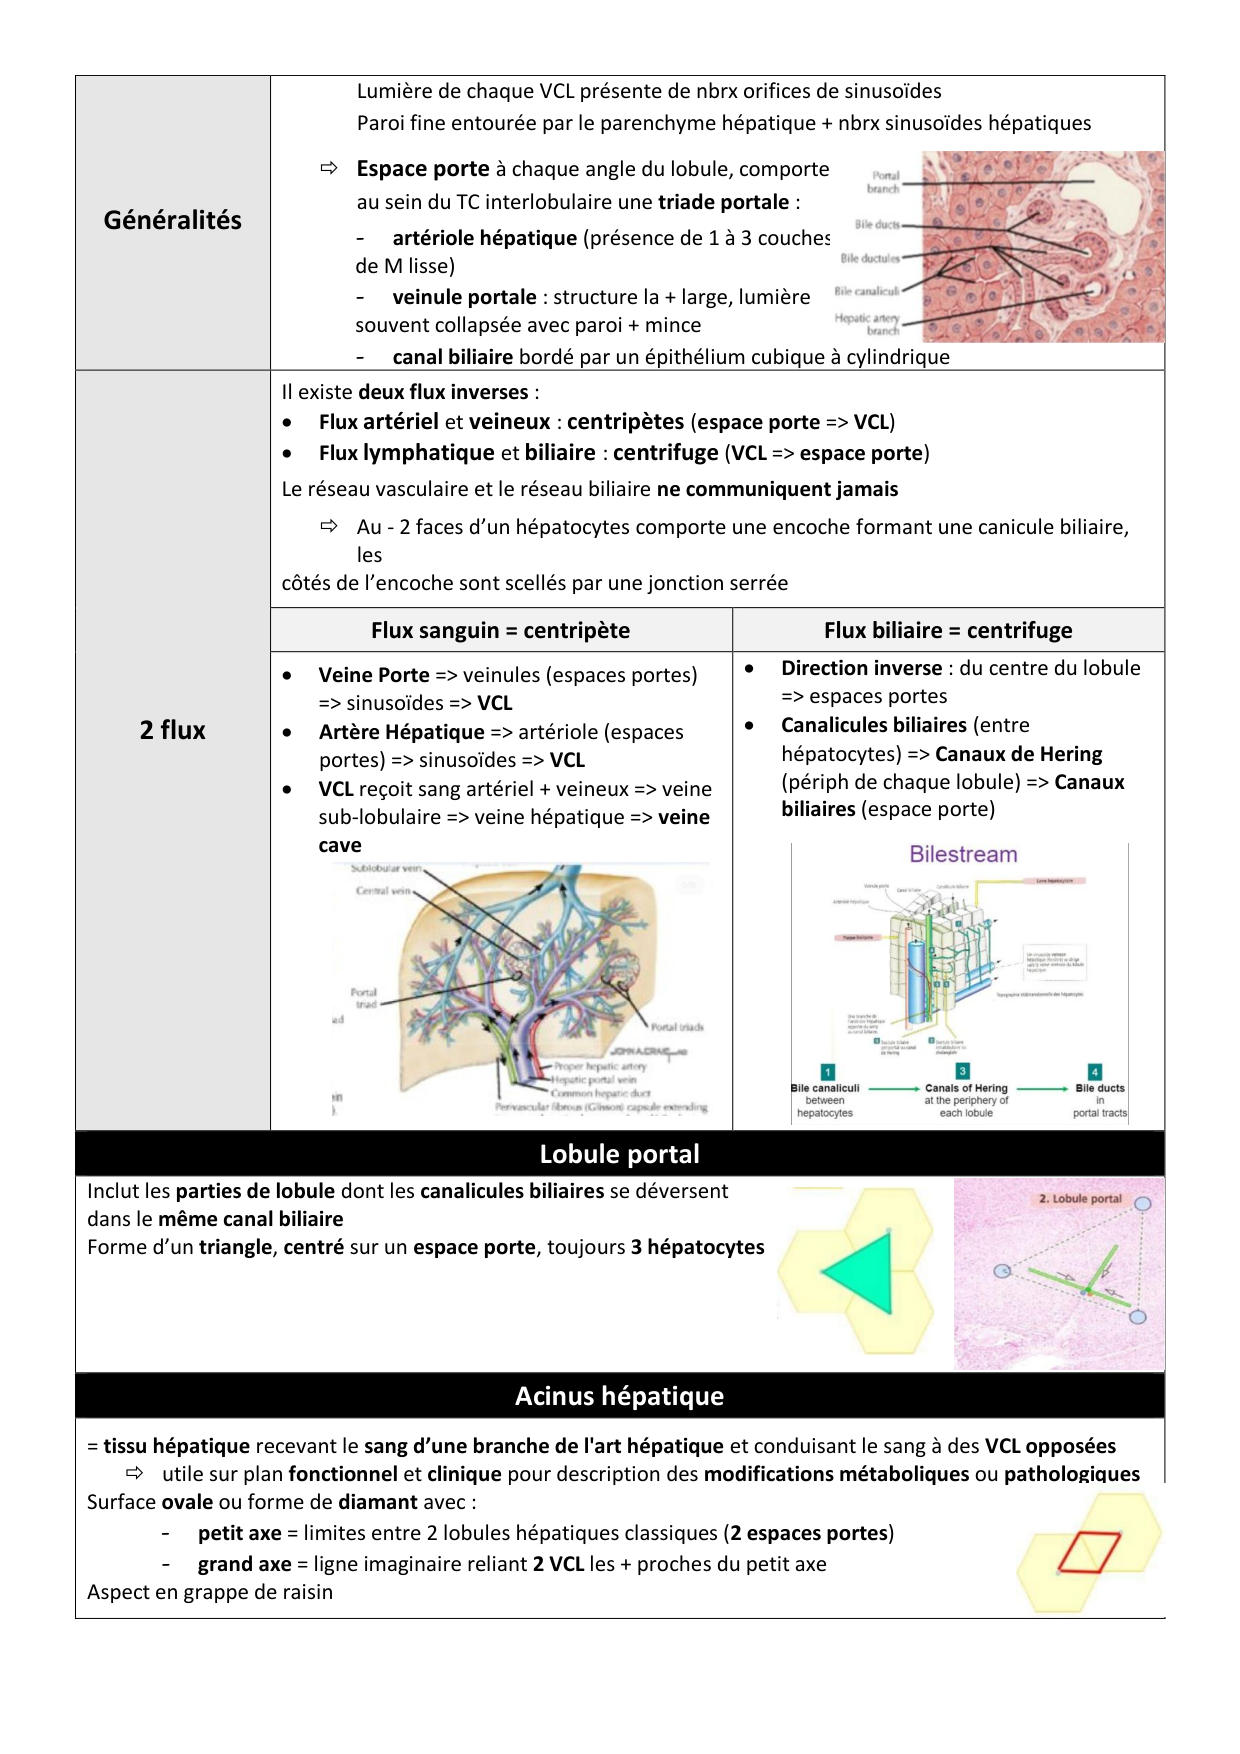 Généralités
Lumière de chaque VCL présente de nbrx orifices de sinusoïdes
Paroi fine entourée par le parenchyme hépatique + nbrx sinusoïdes hépatiques
⇨ Espace porte à chaque angle du lobule, comporte
au sein du TC interlobulaire une triade portale :
- artériole hépatique (présence de 1 à 3 couches
de M lisse)
- veinule portale : structure la + large, lumière
souvent collapsée avec paroi + mince
- canal biliaire bordé par un épithélium cubique à cylindrique
Portal
branch
Bile ducts
Bile ductules
Bile canaliculi
Hepatic artery
branch
2 flux
Il existe deux flux inverses :
• Flux artériel et veineux : centripètes (espace porte => VCL)
• Flux lymphatique et biliaire : centrifuge (VCL => espace porte)
Le réseau vasculaire et le réseau biliaire ne communiquent jamais
⇨ Au - 2 faces d’un hépatocytes comporte une encoche formant une canicule biliaire,
les
côtés de l’encoche sont scellés par une jonction serrée
Flux sanguin = centripète
• Veine Porte => veinules (espaces portes)
=> sinusoïdes => VCL
• Artère Hépatique => artériole (espaces
portes) => sinusoïdes => VCL
• VCL reçoit sang artériel + veineux => veine
sub-lobulaire => veine hépatique => veine
cave
Sublobular vein
Central vein
Portal
triad
Portal triads
JOHN A. CRAIG
Proper hepatic artery
Hepatic portal vein
Common hepatic duct
Perivascular fibrous (Glisson) capsule extending
Flux biliaire = centrifuge
• Direction inverse : du centre du lobule
=> espaces portes
• Canalicules biliaires (entre
hépatocytes) => Canaux de Hering
(périph de chaque lobule) => Canaux
biliaires (espace porte)
Bilestream
1
Bile canaliculi
between
hepatocytes
3
Canals of Hering
at the periphery of
each lobule
4
Bile ducts
in
portal tracts
Lobule portal
Inclut les parties de lobule dont les canalicules biliaires se déversent
dans le même canal biliaire
Forme d’un triangle, centré sur un espace porte, toujours 3 hépatocytes
2. Lobule portal
Acinus hépatique
= tissu hépatique recevant le sang d’une branche de l'art hépatique et conduisant le sang à des VCL opposées
⇨ utile sur plan fonctionnel et clinique pour description des modifications métaboliques ou pathologiques
Surface ovale ou forme de diamant avec :
- petit axe = limites entre 2 lobules hépatiques classiques (2 espaces portes)
- grand axe = ligne imaginaire reliant 2 VCL les + proches du petit axe
Aspect en grappe de raisin